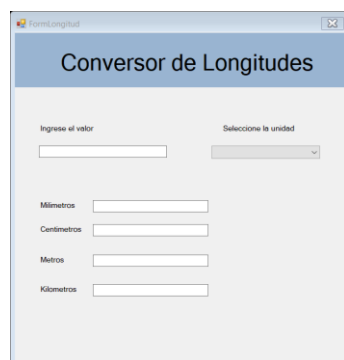 FormLongitud
Conversor de Longitudes
Ingrese el valor
Seleccione la unidad
Milimetros
Centimetros
Metros
Kilometros